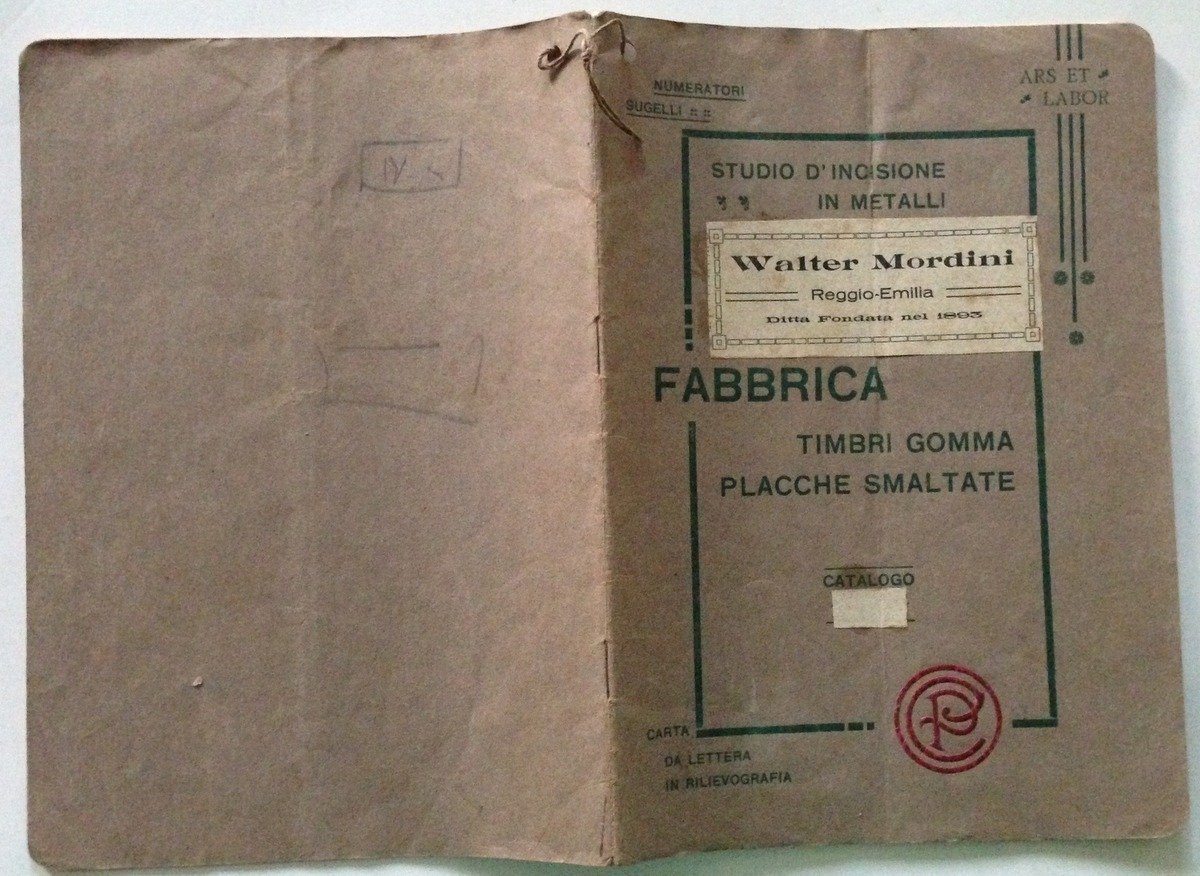 NUMERATORI
SUGELLI
ARS ET
LABOR
STUDIO D'INCISIONE
IN METALLI
Walter Mordini
Reggio-Emilia
Ditta Fondata nel 1893
FABBRICA
TIMBRI GOMMA
PLACCHE SMALTATE
CATALOGO
CARTA
DA LETTERA
IN RILIEVOGRAFIA